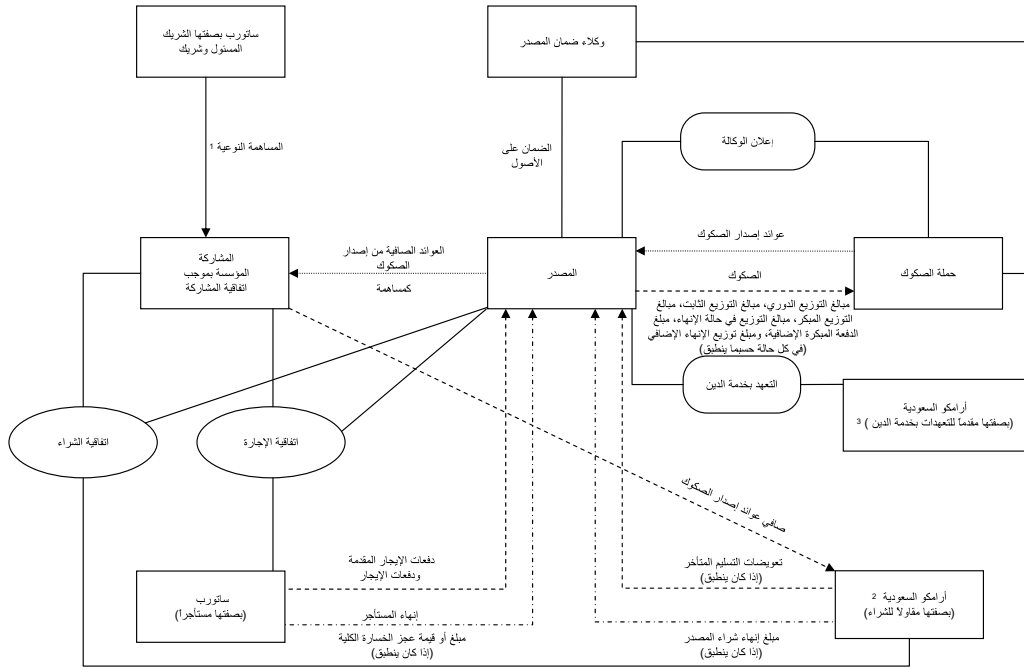 ساتورب بصفتها الشريك
المسئول وشريك
وكلاء ضمان المصدر
إعلان الوكالة
المساهمة النوعية ¹
الضمان على
الأصول
المشاركة
المؤسسة بموجب
اتفاقية المشاركة
العوائد الصافية من إصدار
الصكوك
كمساهمة
المصدر
عوائد إصدار الصكوك
الصكوك
حملة الصكوك
مبالغ التوزيع الدوري، مبالغ التوزيع الثابت، مبالغ
التوزيع المبكر، مبالغ التوزيع في حالة الإنهاء، مبلغ
الدفعة المبكرة الإضافية، ومبلغ توزيع الإنهاء الإضافي
(في كل حالة حسبما ينطبق)
التعهد بخدمة الدين
أرامكو السعودية
(بصفتها مقدماً للتعهدات بخدمة الدين ) ³
اتفاقية الشراء
اتفاقية الإجارة
صافي عوائد إصدار الصكوك
دفعات الإيجار المقدمة
ودفعات الإيجار
تعويضات التسليم المتأخر
(إذا كان ينطبق)
ساتورب
(بصفتها مستأجراً)
أرامكو السعودية ²
(بصفتها مقاولاً للشراء)
إنهاء المستأجر
مبلغ أو قيمة عجز الخسارة الكلية
(إذا كان ينطبق)
مبلغ إنهاء شراء المصدر
(إذا كان ينطبق)